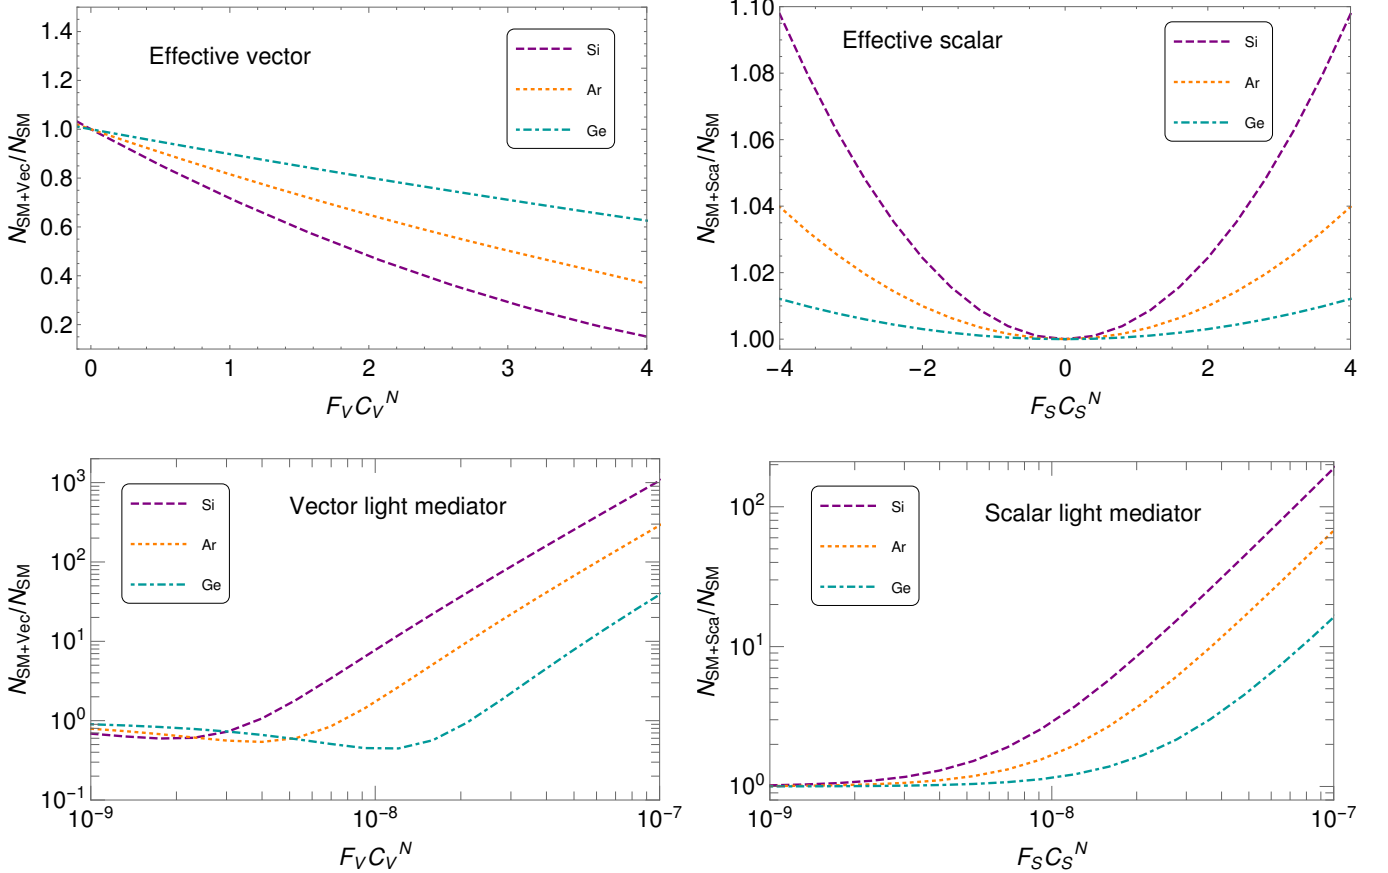 Effective vector
Si
Ar
Ge
1.4
1.2
1.0
0.8
0.6
0.4
0.2
N_SM+Vec/N_SM
0 1 2 3 4
F_V C_V^N
Effective scalar
Si
Ar
Ge
1.10
1.08
1.06
1.04
1.02
1.00
N_SM+Sca/N_SM
−4 −2 0 2 4
F_S C_S^N
Vector light mediator
Si
Ar
Ge
10^3
10^2
10^1
10^0
10^-1
N_SM+Vec/N_SM
10^-9 10^-8 10^-7
F_V C_V^N
Scalar light mediator
Si
Ar
Ge
10^2
10^1
10^0
N_SM+Sca/N_SM
10^-9 10^-8 10^-7
F_S C_S^N